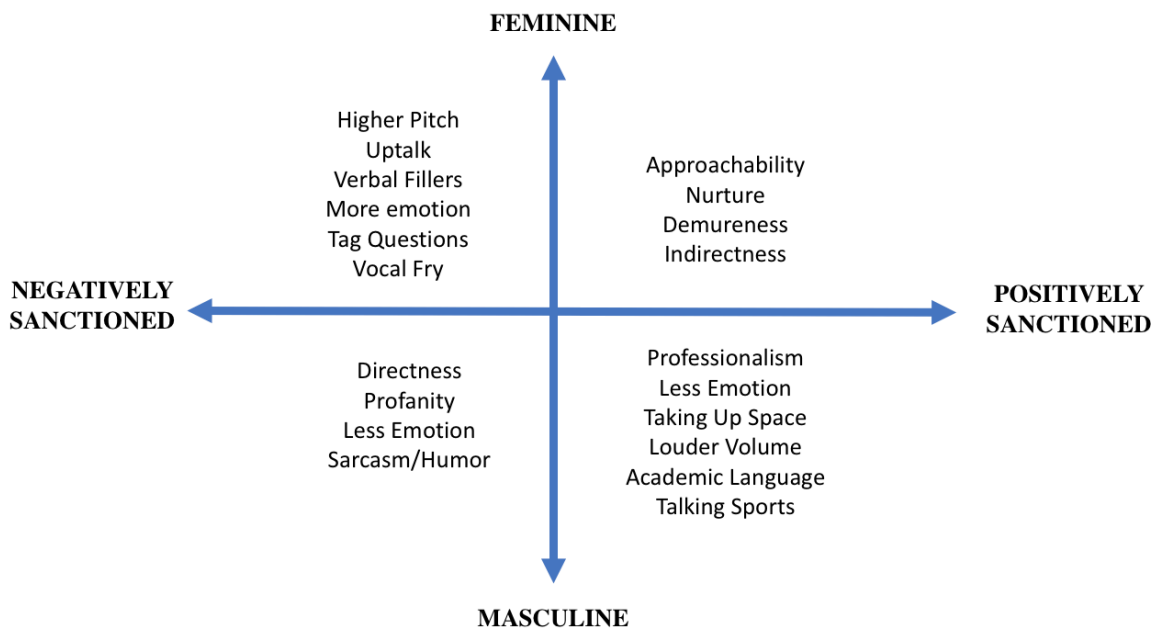 FEMININE
Higher Pitch
Uptalk
Verbal Fillers
More emotion
Tag Questions
Vocal Fry
Approachability
Nurture
Demureness
Indirectness
NEGATIVELY
SANCTIONED
POSITIVELY
SANCTIONED
Directness
Profanity
Less Emotion
Sarcasm/Humor
Professionalism
Less Emotion
Taking Up Space
Louder Volume
Academic Language
Talking Sports
MASCULINE